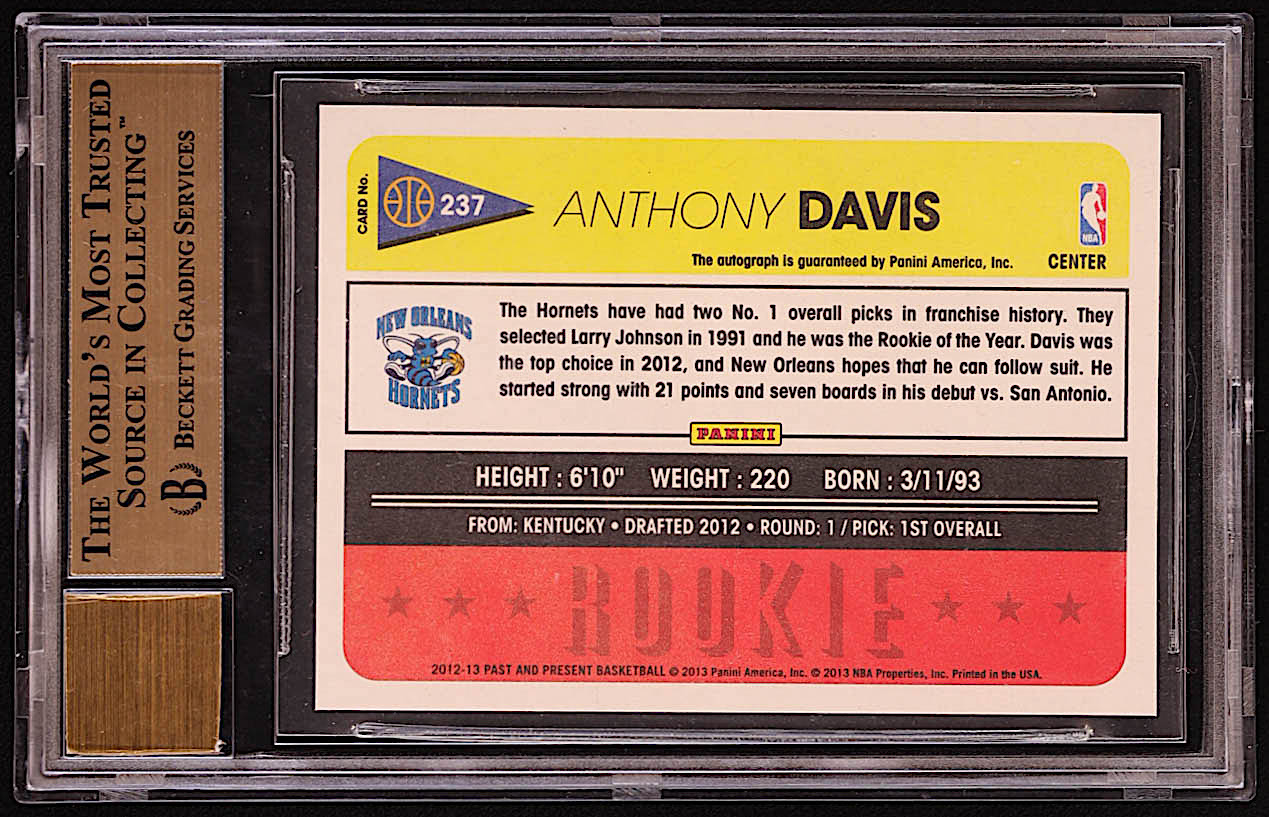 THE WORLD'S MOST TRUSTED
SOURCE IN COLLECTING™
BECKETT GRADING SERVICES
B
CARD No.
237
ANTHONY DAVIS
NBA
The autograph is guaranteed by Panini America, Inc.
CENTER
NEW ORLEANS
HORNETS
The Hornets have had two No. 1 overall picks in franchise history. They
selected Larry Johnson in 1991 and he was the Rookie of the Year. Davis was
the top choice in 2012, and New Orleans hopes that he can follow suit. He
started strong with 21 points and seven boards in his debut vs. San Antonio.
PANINI
HEIGHT : 6'10" WEIGHT : 220 BORN : 3/11/93
FROM: KENTUCKY • DRAFTED 2012 • ROUND: 1 / PICK: 1ST OVERALL
ROOKIE
2012-13 PAST AND PRESENT BASKETBALL © 2013 Panini America, Inc. © 2013 NBA Properties, Inc. Printed in the USA.